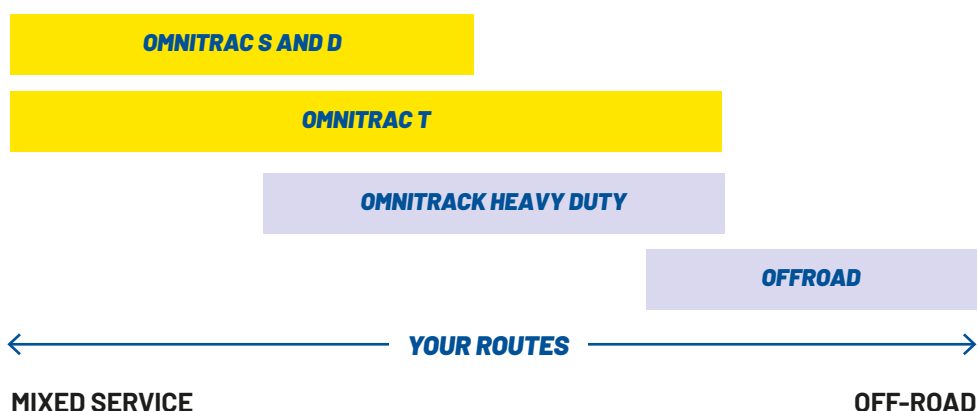 OMNITRAC S AND D
OMNITRAC T
OMNITRACK HEAVY DUTY
OFFROAD
YOUR ROUTES
MIXED SERVICE
OFF-ROAD